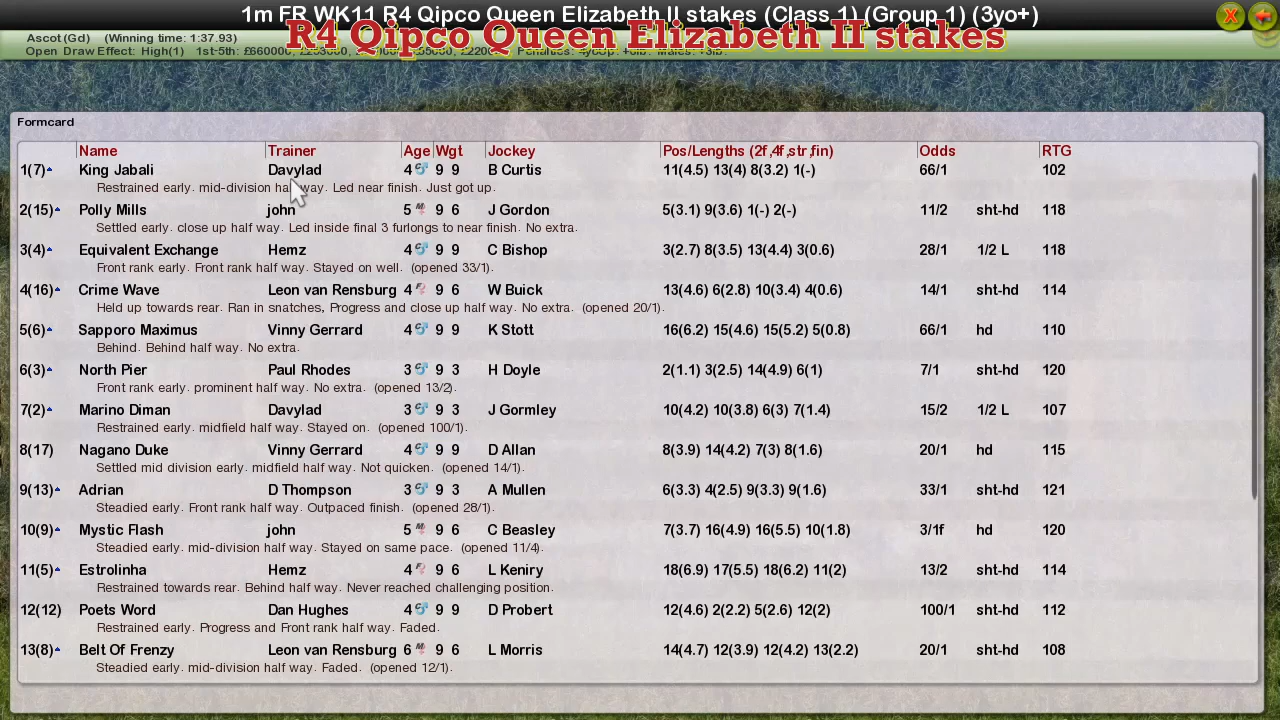 1m FR WK11 R4 Qipco Queen Elizabeth II stakes (Class 1) (Group 1) (3yo+)
R4 Qipco Queen Elizabeth II stakes
Ascot(Gd) (Winning time: 1:37.93)
Open Draw Effect: High(1) 1st-5th: £660000,
Formcard
Name Trainer Age Wgt Jockey Pos/Lengths (2f,4f,str,fin) Odds RTG
1(7) King Jabali Davylad 4 9 9 B Curtis 11(4.5) 13(4) 8(3.2) 1(-) 66/1 102
Restrained early. mid-division half way. Led near finish. Just got up.
2(15) Polly Mills john 5 9 6 J Gordon 5(3.1) 9(3.6) 1(-) 2(-) 11/2 sht-hd 118
Settled early. close up half way. Led inside final 3 furlongs to near finish. No extra.
3(4) Equivalent Exchange Hemz 4 9 9 C Bishop 3(2.7) 8(3.5) 13(4.4) 3(0.6) 28/1 1/2 L 118
Front rank early. Front rank half way. Stayed on well. (opened 33/1).
4(16) Crime Wave Leon van Rensburg 4 9 6 W Buick 13(4.6) 6(2.8) 10(3.4) 4(0.6) 14/1 sht-hd 114
Held up towards rear. Ran in snatches, Progress and close up half way. No extra. (opened 20/1).
5(6) Sapporo Maximus Vinny Gerrard 4 9 9 K Stott 16(6.2) 15(4.6) 15(5.2) 5(0.8) 66/1 hd 110
Behind. Behind half way. No extra.
6(3) North Pier Paul Rhodes 3 9 3 H Doyle 2(1.1) 3(2.5) 14(4.9) 6(1) 7/1 sht-hd 120
Front rank early. prominent half way. No extra. (opened 13/2).
7(2) Marino Diman Davylad 3 9 3 J Gormley 10(4.2) 10(3.8) 6(3) 7(1.4) 15/2 1/2 L 107
Restrained early. midfield half way. Stayed on. (opened 100/1).
8(17) Nagano Duke Vinny Gerrard 4 9 9 D Allan 8(3.9) 14(4.2) 7(3) 8(1.6) 20/1 hd 115
Settled mid division early. midfield half way. Not quicken. (opened 14/1).
9(13) Adrian D Thompson 3 9 3 A Mullen 6(3.3) 4(2.5) 9(3.3) 9(1.6) 33/1 sht-hd 121
Steadied early. Front rank half way. Outpaced finish. (opened 28/1).
10(9) Mystic Flash john 5 9 6 C Beasley 7(3.7) 16(4.9) 16(5.5) 10(1.8) 3/1f hd 120
Steadied early. mid-division half way. Stayed on same pace. (opened 11/4).
11(5) Estrolinha Hemz 4 9 6 L Keniry 18(6.9) 17(5.5) 18(6.2) 11(2) 13/2 sht-hd 114
Restrained towards rear. Behind half way. Never reached challenging position.
12(12) Poets Word Dan Hughes 4 9 9 D Probert 12(4.6) 2(2.2) 5(2.6) 12(2) 100/1 sht-hd 112
Restrained early. Progress and Front rank half way. Faded.
13(8) Belt Of Frenzy Leon van Rensburg 6 9 6 L Morris 14(4.7) 12(3.9) 12(4.2) 13(2.2) 20/1 sht-hd 108
Steadied early. mid-division half way. Faded. (opened 12/1).